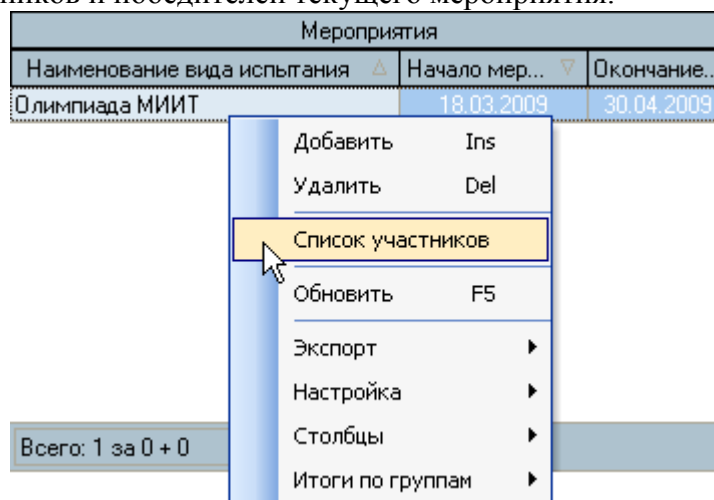 и победителей текущего мероприятия.
Мероприятия
Наименование вида испытания Начало мер... Окончание..
Олимпиада МИИТ 18.03.2009 30.04.2009
Добавить Ins
Удалить Del
Список участников
Обновить F5
Экспорт
Настройка
Столбцы
Всего: 1 за 0 + 0
Итоги по группам